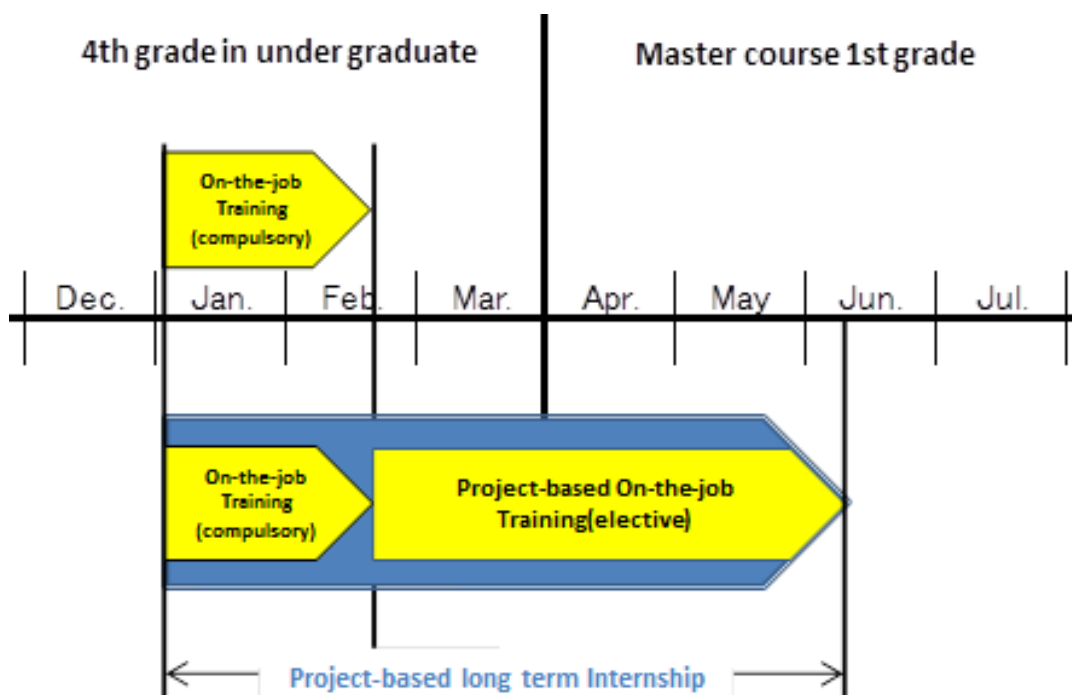 4th grade in under graduate
Master course 1st grade
On-the-job
Training
(compulsory)
Dec.
Jan.
Feb.
Mar.
Apr.
May
Jun.
Jul.
On-the-job
Training
(compulsory)
Project-based On-the-job
Training(elective)
Project-based long term Internship